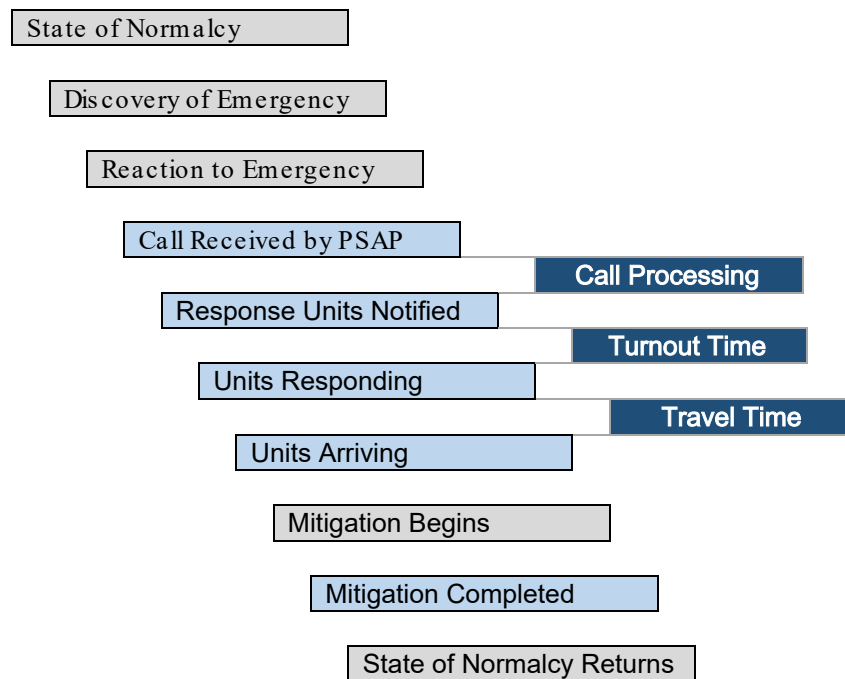 State of Normalcy
Discovery of Emergency
Reaction to Emergency
Call Received by PSAP
Call Processing
Response Units Notified
Turnout Time
Units Responding
Travel Time
Units Arriving
Mitigation Begins
Mitigation Completed
State of Normalcy Returns